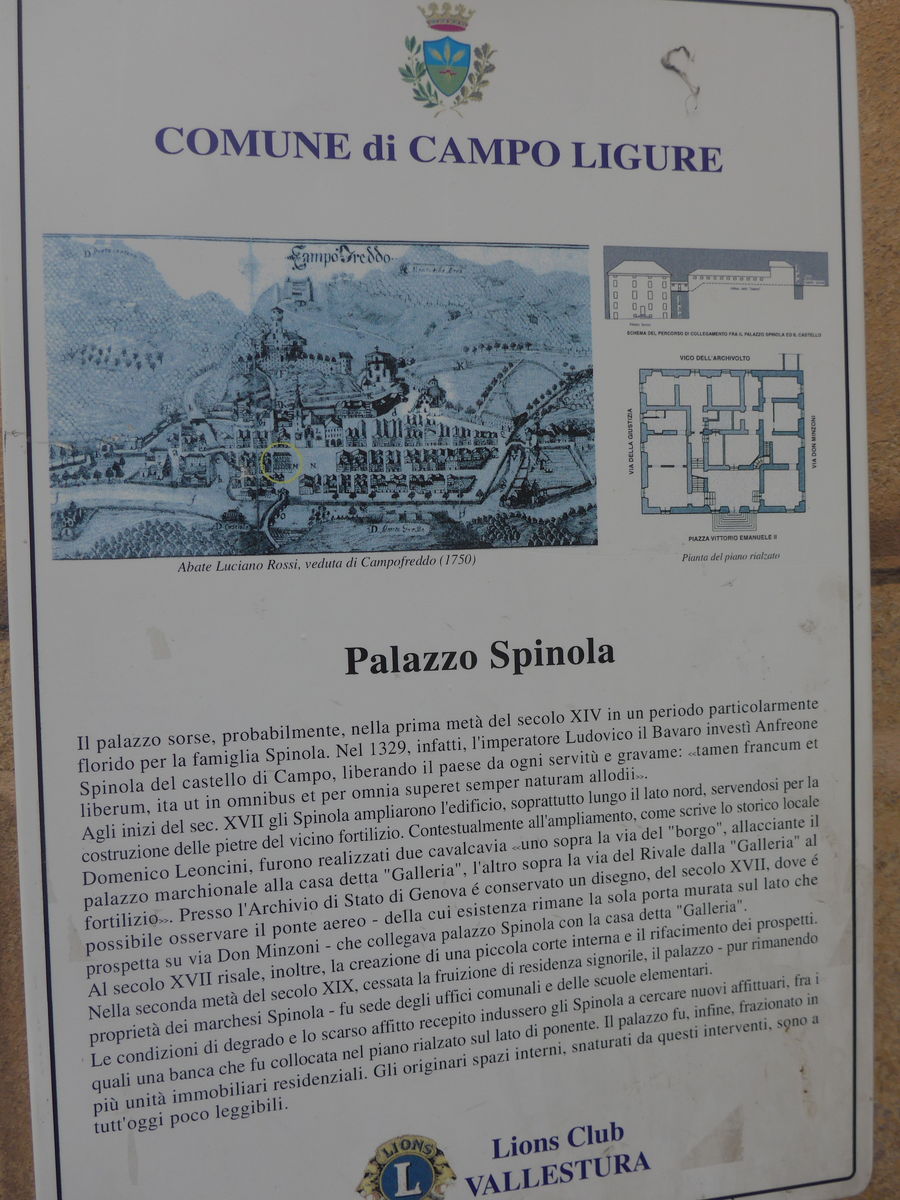 COMUNE di CAMPO LIGURE
Campo Freddo
SCHEMA DEL PERCORSO DI COLLEGAMENTO FRA IL PALAZZO SPINOLA ED IL CASTELLO
VICO DELL'ARCHIVOLTO
VIA DELLA GIUSTIZIA
VIA DON MINZONI
PIAZZA VITTORIO EMANUELE II
Pianta del piano rialzato
N.
Abate Luciano Rossi, veduta di Campofreddo (1750)
Palazzo Spinola
Il palazzo sorse, probabilmente, nella prima metà del secolo XIV in un periodo particolarmente
florido per la famiglia Spinola. Nel 1329, infatti, l'imperatore Ludovico il Bavaro investì Anfreone
Spinola del castello di Campo, liberando il paese da ogni servitù e gravame: «tamen francum et
liberum, ita ut in omnibus et per omnia superet semper naturam allodii».
Agli inizi del sec. XVII gli Spinola ampliarono l'edificio, soprattutto lungo il lato nord, servendosi per la
costruzione delle pietre del vicino fortilizio. Contestualmente all'ampliamento, come scrive lo storico locale
Domenico Leoncini, furono realizzati due cavalcavia «uno sopra la via del "borgo", allacciante il
palazzo marchionale alla casa detta "Galleria", l'altro sopra la via del Rivale dalla "Galleria" al
fortilizio». Presso l'Archivio di Stato di Genova é conservato un disegno, del secolo XVII, dove é
possibile osservare il ponte aereo - della cui esistenza rimane la sola porta murata sul lato che
prospetta su via Don Minzoni - che collegava palazzo Spinola con la casa detta "Galleria".
Al secolo XVII risale, inoltre, la creazione di una piccola corte interna e il rifacimento dei prospetti.
Nella seconda metà del secolo XIX, cessata la fruizione di residenza signorile, il palazzo - pur rimanendo
proprietà dei marchesi Spinola - fu sede degli uffici comunali e delle scuole elementari.
Le condizioni di degrado e lo scarso affitto recepito indussero gli Spinola a cercare nuovi affittuari, fra i
quali una banca che fu collocata nel piano rialzato sul lato di ponente. Il palazzo fu, infine, frazionato in
più unità immobiliari residenziali. Gli originari spazi interni, snaturati da questi interventi, sono a
tutt'oggi poco leggibili.
LIONS
L
Lions Club
VALLESTURA